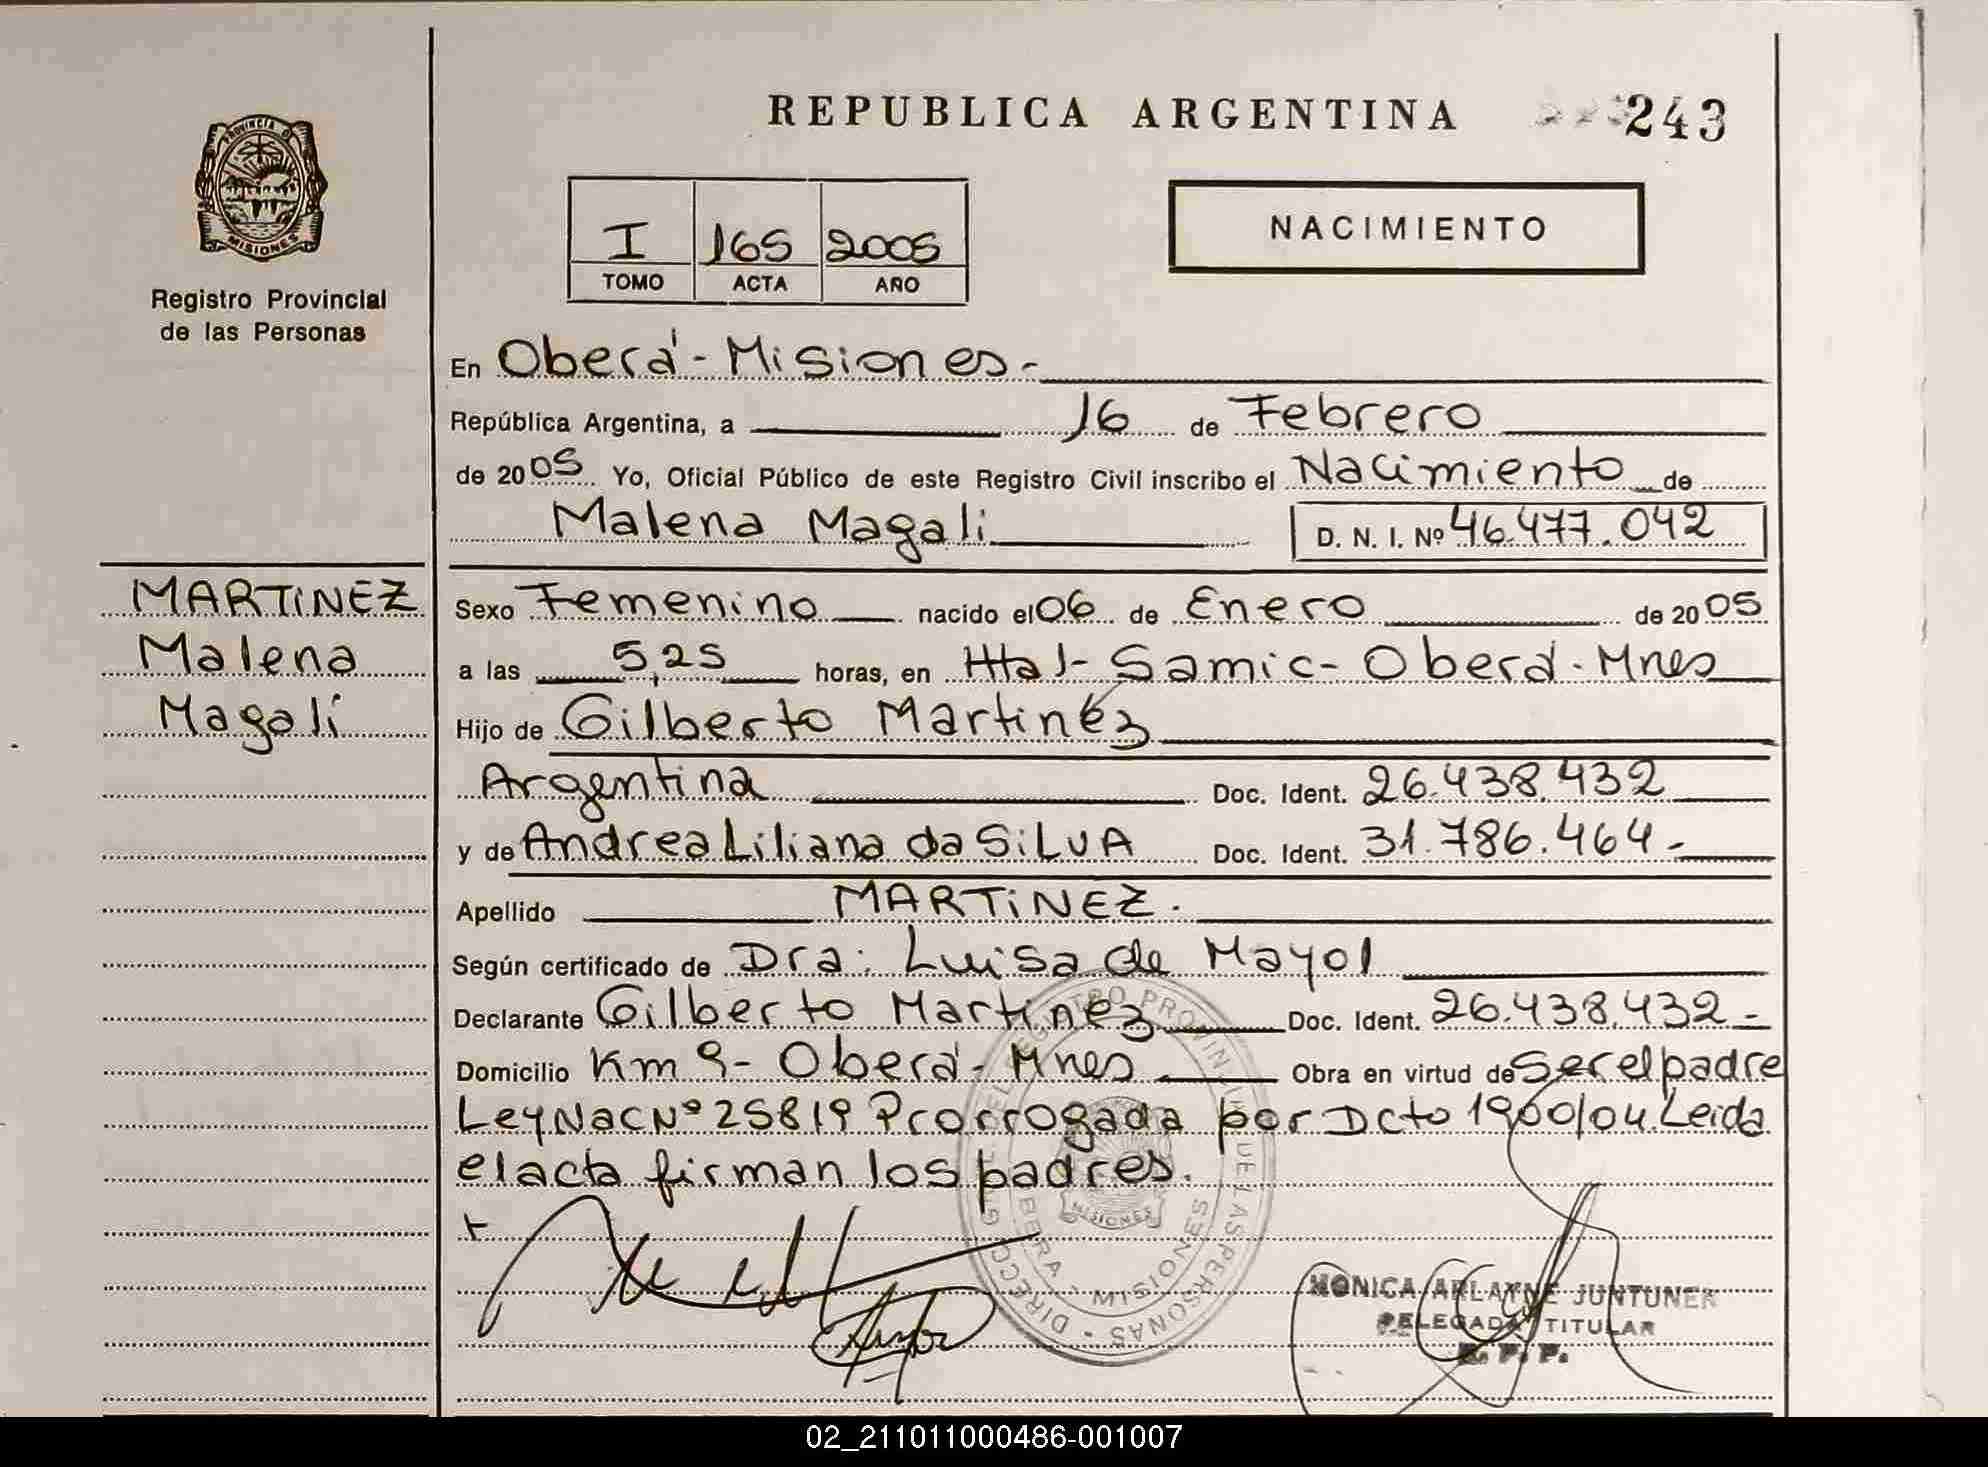 REPUBLICA ARGENTINA 243
PROVINCIA D
MISIONES
Registro Provincial
de las Personas
I 165 2005
TOMO ACTA AÑO
NACIMIENTO
En Oberá - Misiones -
República Argentina, a 16 de Febrero
de 2005 Yo, Oficial Público de este Registro Civil inscribo el Nacimiento de
Malena Magali D. N. I. Nº 46.477.042
MARTINEZ
Malena
Magalí
Sexo Femenino nacido el 06 de Enero de 2005
a las 5,25 horas, en Htal - Samic - Oberá - Mnes
Hijo de Gilberto Martinez
Argentina Doc. Ident. 26.438.432
y de Andrea Liliana da SiLVA Doc. Ident. 31.786.464 -
Apellido MARTINEZ.
Según certificado de Dra: Luisa de Mayol
Declarante Gilberto Martinez Doc. Ident. 26.438.432 -
Domicilio Km 9 - Oberá - Mnes Obra en virtud de Ser el padre
Ley Nac Nº 25819 Prorrogada por Dcto 1900/04. Leida
el acta firman los padres.
MONICA ARLAYNE JUNTUNEN
DELEGADA TITULAR
R. P. P.
MISIONES
02_211011000486-001007